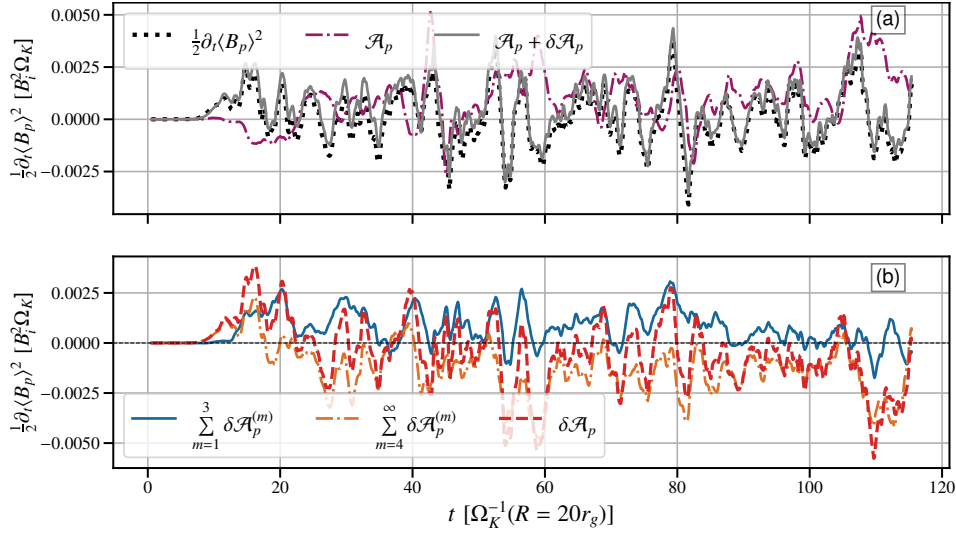 0.0050
0.0025
0.0000
−0.0025
½∂ₜ⟨Bₚ⟩² [Bᵢ²Ω_K]
½∂ₜ⟨Bₚ⟩²
𝒜ₚ
𝒜ₚ + δ𝒜ₚ
(a)
0.0025
0.0000
−0.0025
−0.0050
½∂ₜ⟨Bₚ⟩² [Bᵢ²Ω_K]
(b)
∑_{m=1}^{3} δ𝒜ₚ^{(m)}
∑_{m=4}^{∞} δ𝒜ₚ^{(m)}
δ𝒜ₚ
0 20 40 60 80 100 120
t [Ω_K^{−1}(R = 20r_g)]